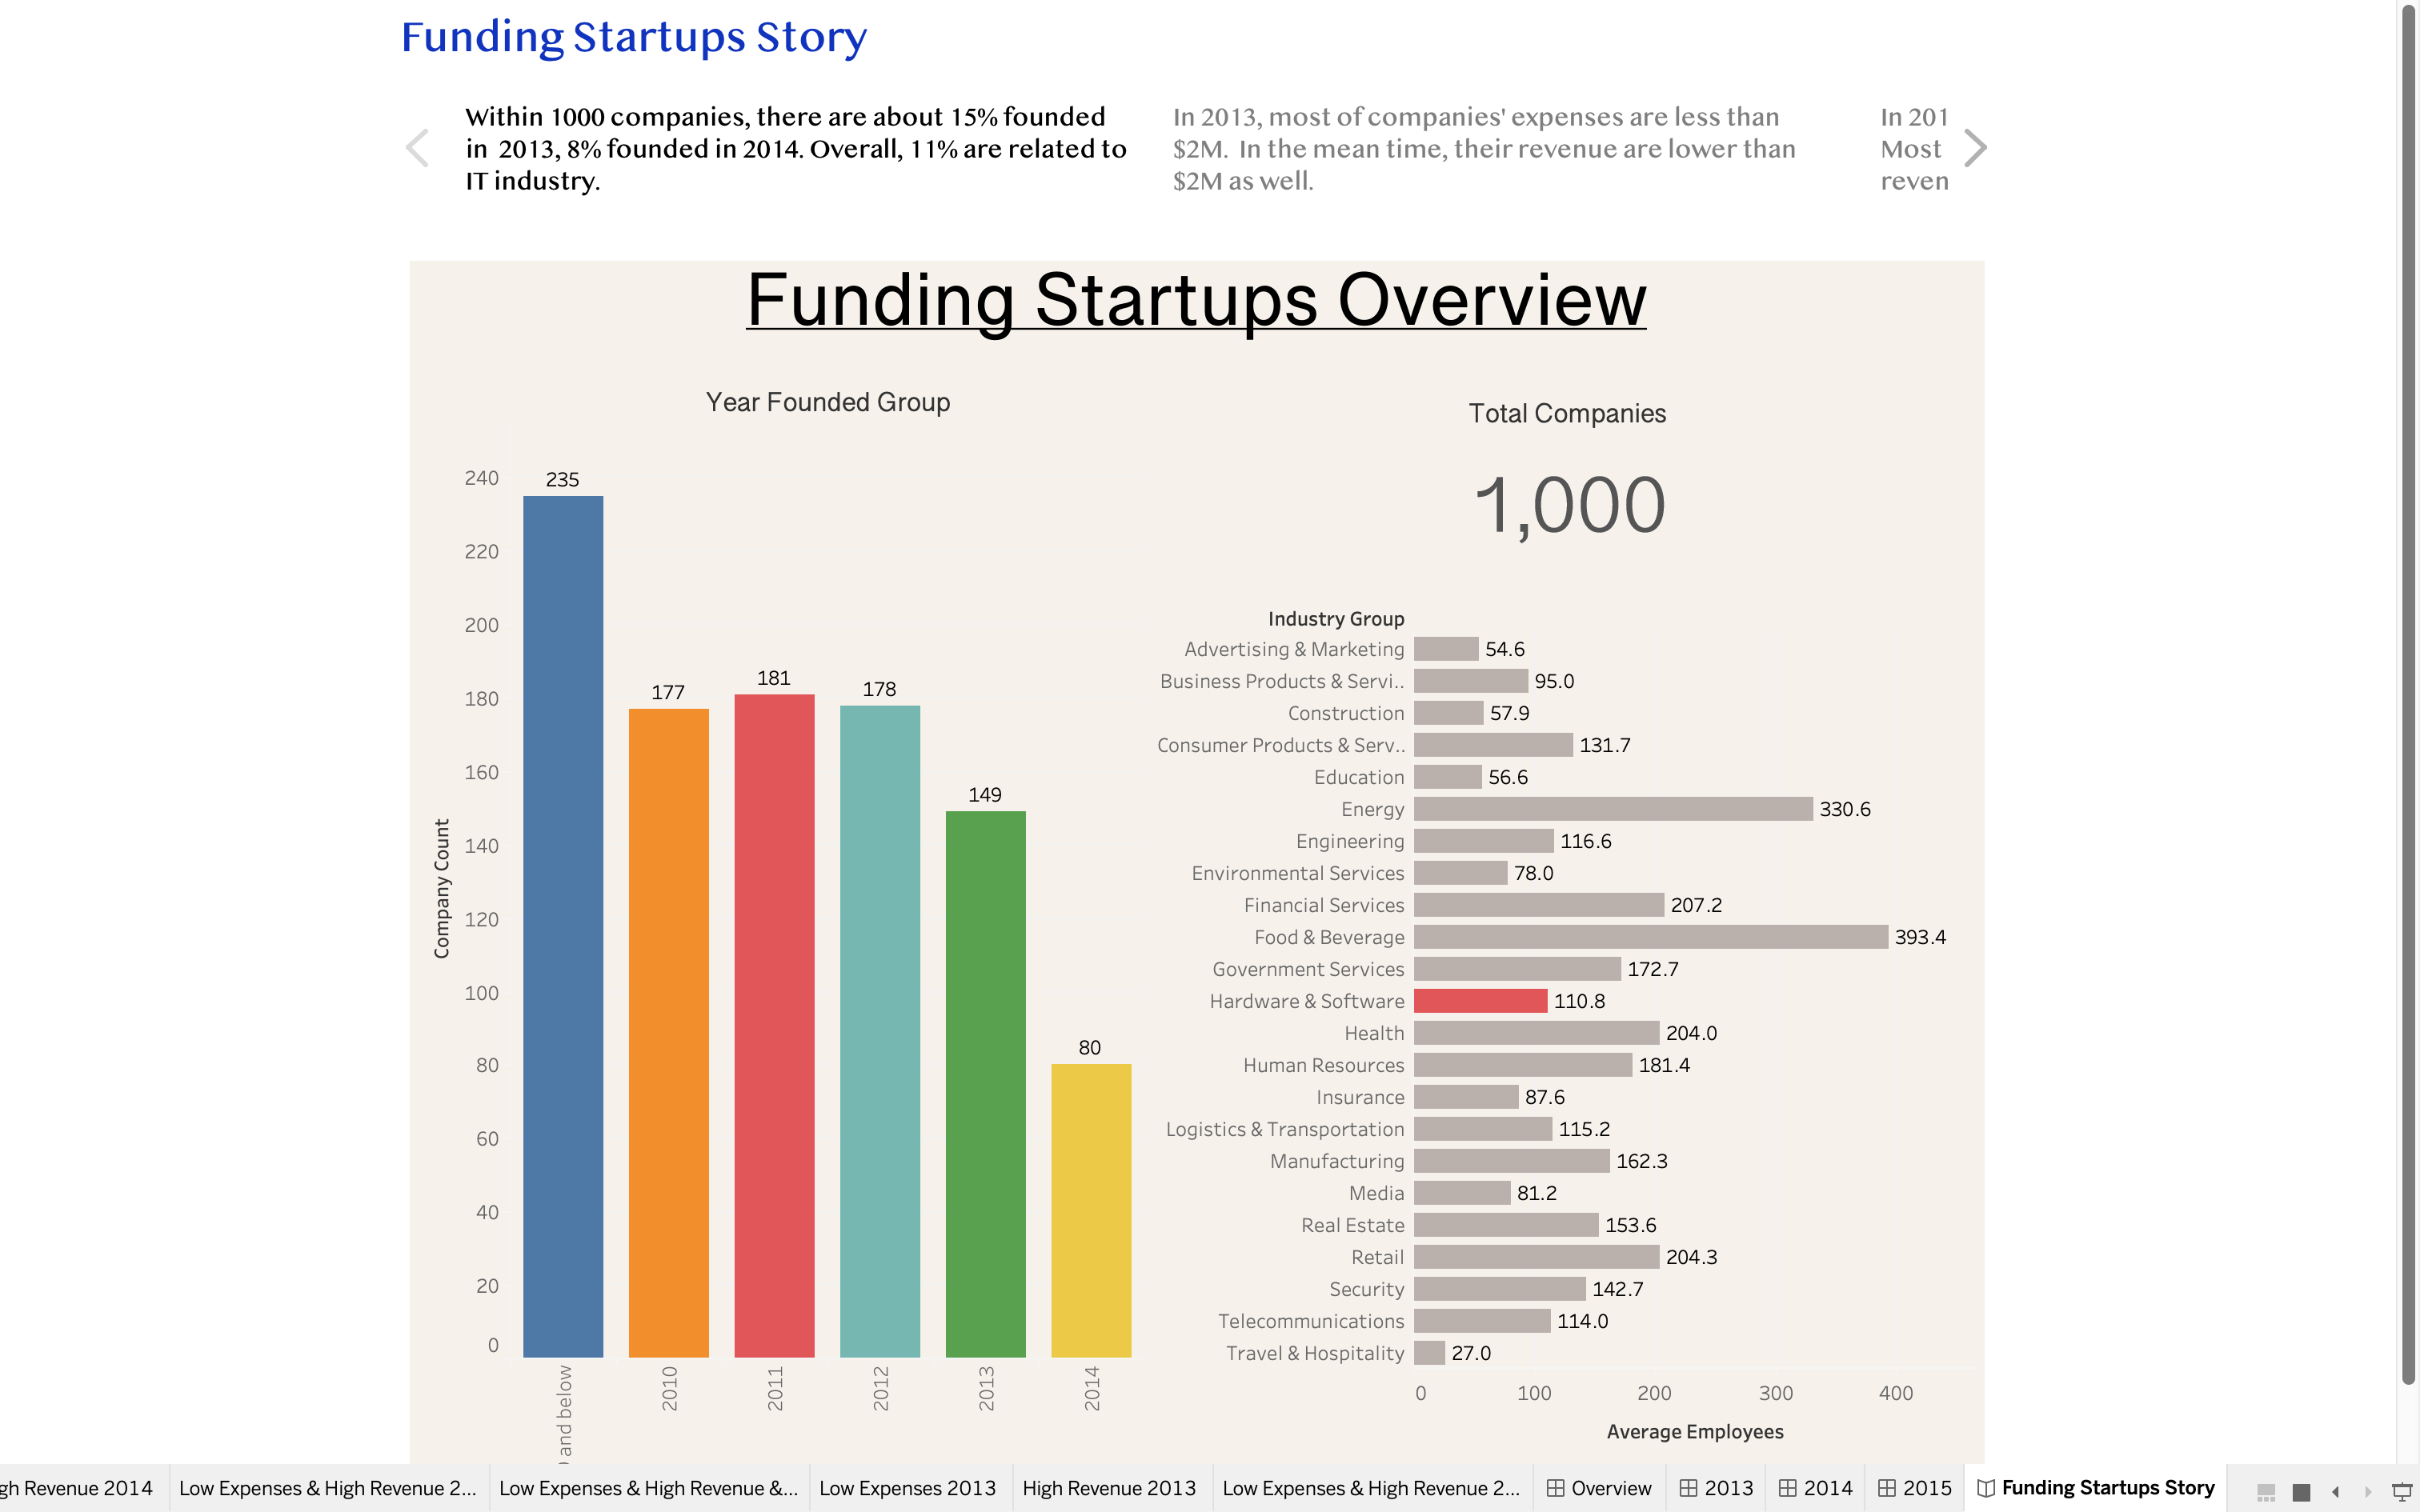 Funding Startups Story
Within 1000 companies, there are about 15% founded
in 2013, 8% founded in 2014. Overall, 11% are related to
IT industry.
In 2013, most of companies' expenses are less than
$2M. In the mean time, their revenue are lower than
$2M as well.
In 201
Most
reven
Funding Startups Overview
Year Founded Group
Company Count
240
220
200
180
160
140
120
100
80
60
40
20
0
235
177
181
178
149
80
and below
2010
2011
2012
2013
2014
Total Companies
1,000
Industry Group
Advertising & Marketing 54.6
Business Products & Servi.. 95.0
Construction 57.9
Consumer Products & Serv.. 131.7
Education 56.6
Energy 330.6
Engineering 116.6
Environmental Services 78.0
Financial Services 207.2
Food & Beverage 393.4
Government Services 172.7
Hardware & Software 110.8
Health 204.0
Human Resources 181.4
Insurance 87.6
Logistics & Transportation 115.2
Manufacturing 162.3
Media 81.2
Real Estate 153.6
Retail 204.3
Security 142.7
Telecommunications 114.0
Travel & Hospitality 27.0
0 100 200 300 400
Average Employees
gh Revenue 2014 Low Expenses & High Revenue 2... Low Expenses & High Revenue &... Low Expenses 2013 High Revenue 2013 Low Expenses & High Revenue 2... Overview 2013 2014 2015 Funding Startups Story